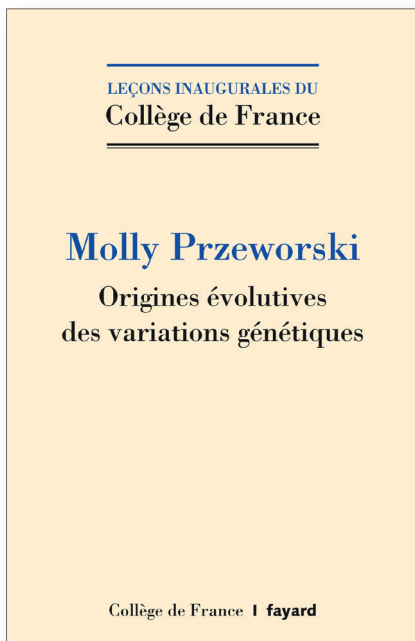 LEÇONS INAUGURALES DU
Collège de France
Molly Przeworski
Origines évolutives
des variations génétiques
Collège de France I fayard